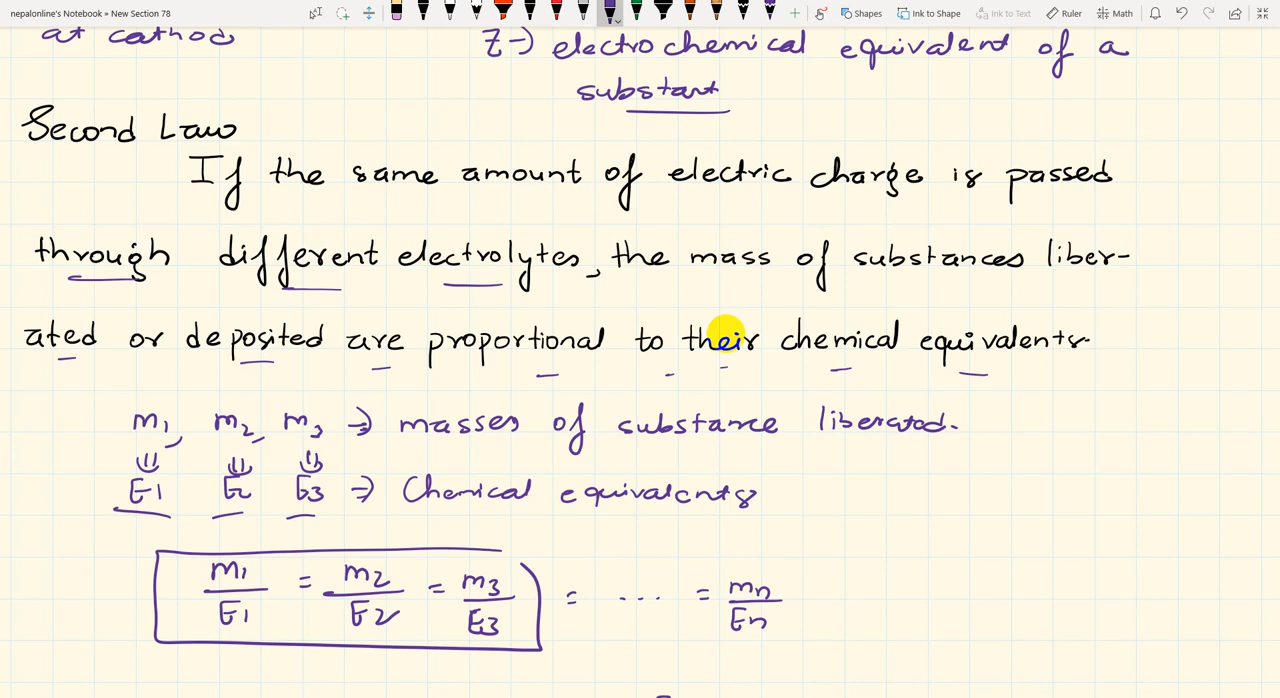 nepalonline's Notebook » New Section 78
Shapes Ink to Shape Ink to Text Ruler Math
at cathod
Z → electrochemical equivalent of a
substant
Second Law
If the same amount of electric charge is passed
through different electrolytes, the mass of substances liber-
ated or deposited are proportional to their chemical equivalents.
m1, m2, m3 → masses of substance liberated.
E1 E2 E3 → Chemical equivalents
m1/E1 = m2/E2 = m3/E3 = ... = mn/En